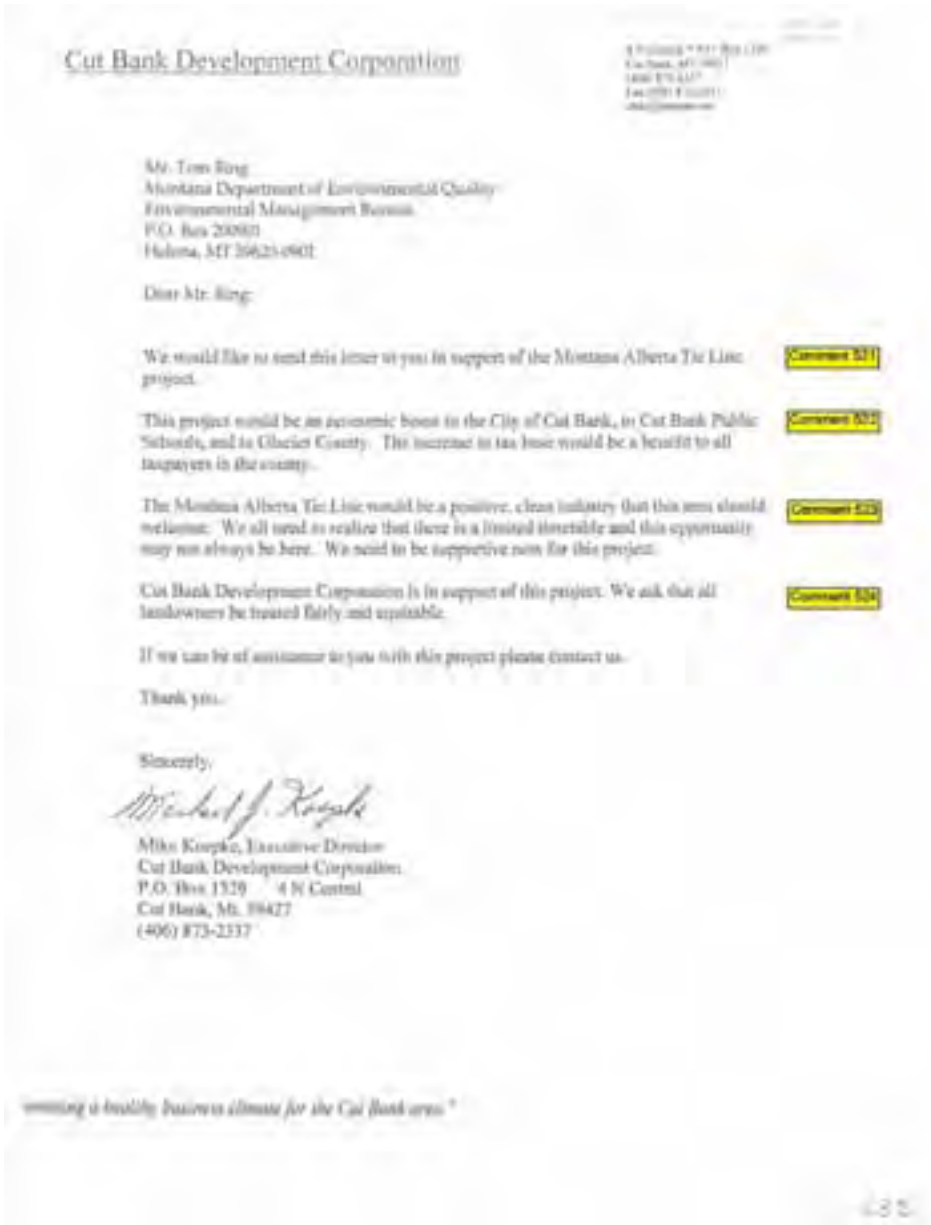 Cut Bank Development Corporation
Mr. Tom Ring
Montana Department of Environmental Quality
Environmental Management Bureau
P.O. Box 200901
Helena, MT 59620-0901
Dear Mr. Ring:
We would like to send this letter to you in support of the Montana Alberta Tie Line
project.
Comment 521
This project would be an economic boost to the City of Cut Bank, to Cut Bank Public
Schools, and to Glacier County. The increase in tax base would be a benefit to all
taxpayers in the county.
Comment 522
The Montana Alberta Tie Line would be a positive, clean industry that this area should
welcome. We all need to realize that there is a limited timetable and this opportunity
may not always be here. We need to be supportive now for this project.
Comment 523
Cut Bank Development Corporation is in support of this project. We ask that all
landowners be treated fairly and equitable.
Comment 524
If we can be of assistance to you with this project please contact us.
Thank you.
Sincerely,
Michael J. Koepke
Mike Koepke, Executive Director
Cut Bank Development Corporation
P.O. Box 1328 4 N Central
Cut Bank, Mt. 59427
(406) 873-2337
a healthy business climate for the Cut Bank area."